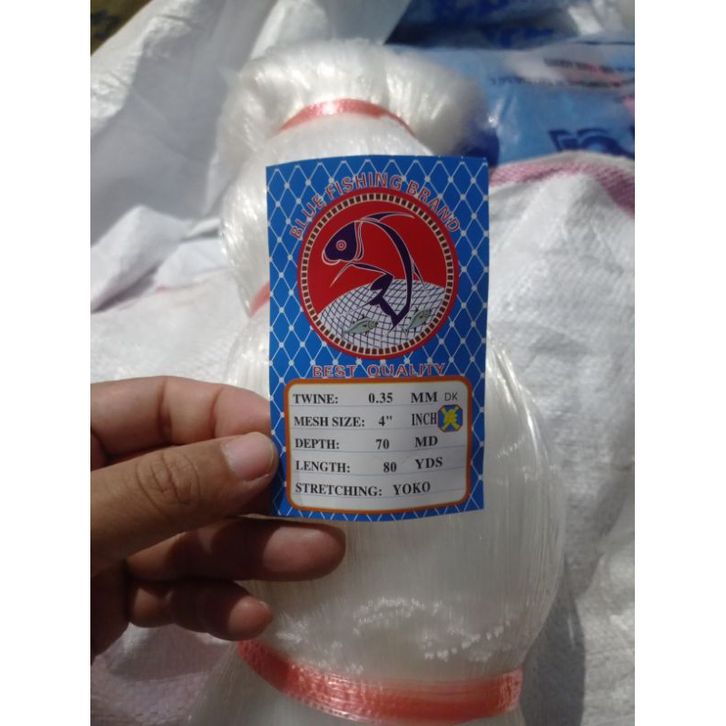 BLUE FISHING BRAND
BEST QUALITY
TWINE: 0.35 MM DK
MESH SIZE: 4" INCH
DEPTH: 70 MD
LENGTH: 80 YDS
STRETCHING: YOKO